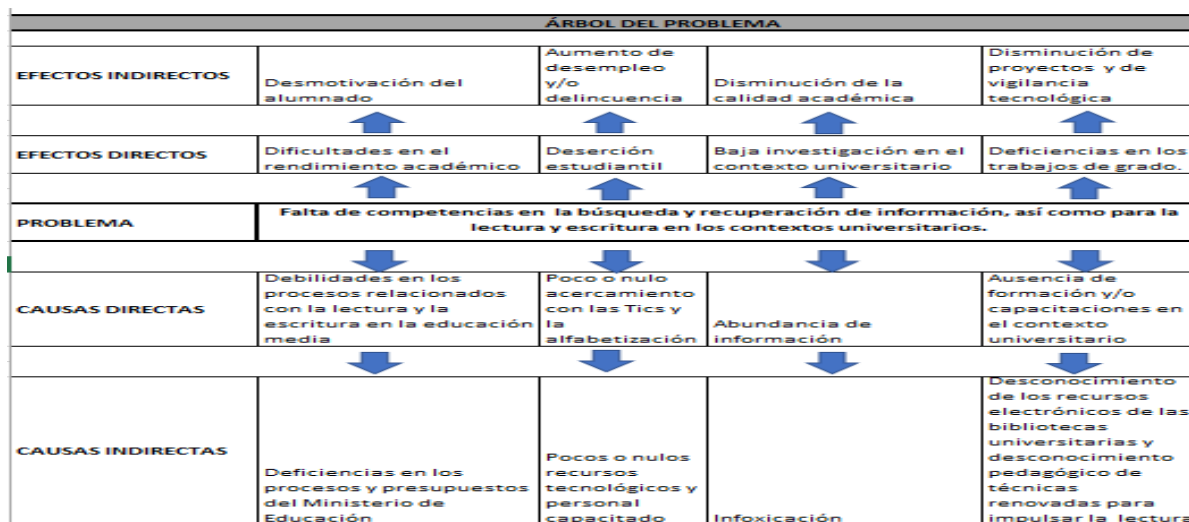 ÁRBOL DEL PROBLEMA
EFECTOS INDIRECTOS
Desmotivación del
alumnado
Aumento de
desempleo
y/o
delincuencia
Disminución de la
calidad académica
Disminución de
proyectos y de
vigilancia
tecnológica
EFECTOS DIRECTOS
Dificultades en el
rendimiento académico
Deserción
estudiantil
Baja investigación en el
contexto universitario
Deficiencias en los
trabajos de grado.
PROBLEMA
Falta de competencias en la búsqueda y recuperación de información, así como para la
lectura y escritura en los contextos universitarios.
CAUSAS DIRECTAS
Debilidades en los
procesos relacionados
con la lectura y la
escritura en la educación
media
Poco o nulo
acercamiento
con las Tics y
la
alfabetización
Abundancia de
información
Ausencia de
formación y/o
capacitaciones en
el contexto
universitario
CAUSAS INDIRECTAS
Deficiencias en los
procesos y presupuestos
del Ministerio de
Educación
Pocos o nulos
recursos
tecnológicos y
personal
capacitado
Infoxicación
Desconocimiento
de los recursos
electrónicos de las
bibliotecas
universitarias y
desconocimiento
pedagógico de
técnicas
renovadas para
impulsar la lectura